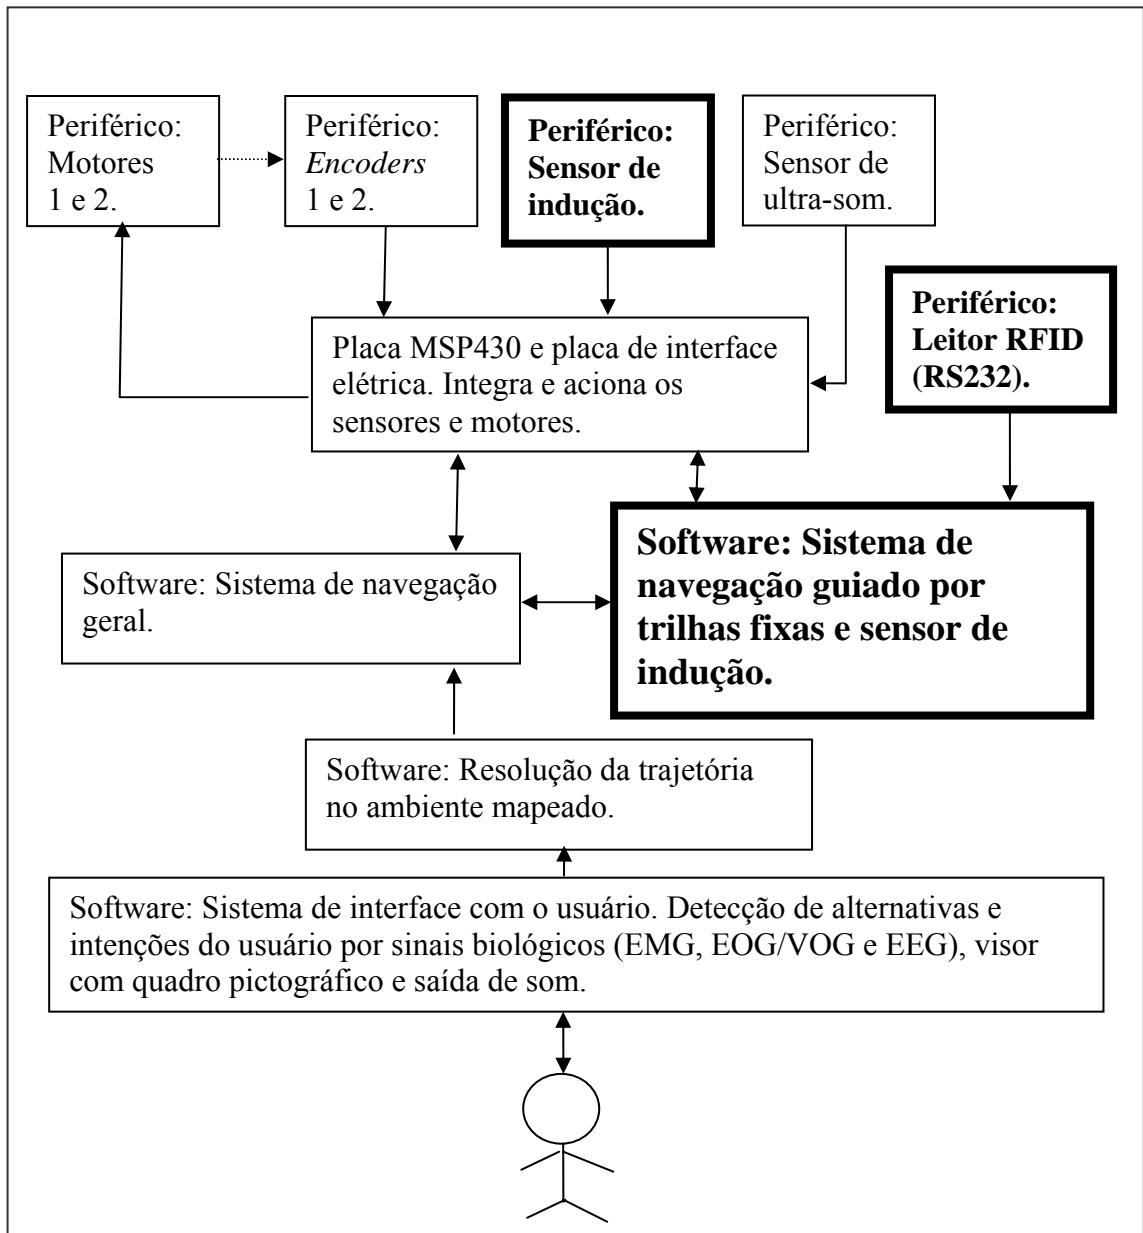 Periférico:
Motores
1 e 2.
Periférico:
Encoders
1 e 2.
Periférico:
Sensor de
indução.
Periférico:
Sensor de
ultra-som.
Periférico:
Leitor RFID
(RS232).
Placa MSP430 e placa de interface
elétrica. Integra e aciona os
sensores e motores.
Software: Sistema de navegação
geral.
Software: Sistema de
navegação guiado por
trilhas fixas e sensor de
indução.
Software: Resolução da trajetória
no ambiente mapeado.
Software: Sistema de interface com o usuário. Detecção de alternativas e
intenções do usuário por sinais biológicos (EMG, EOG/VOG e EEG), visor
com quadro pictográfico e saída de som.